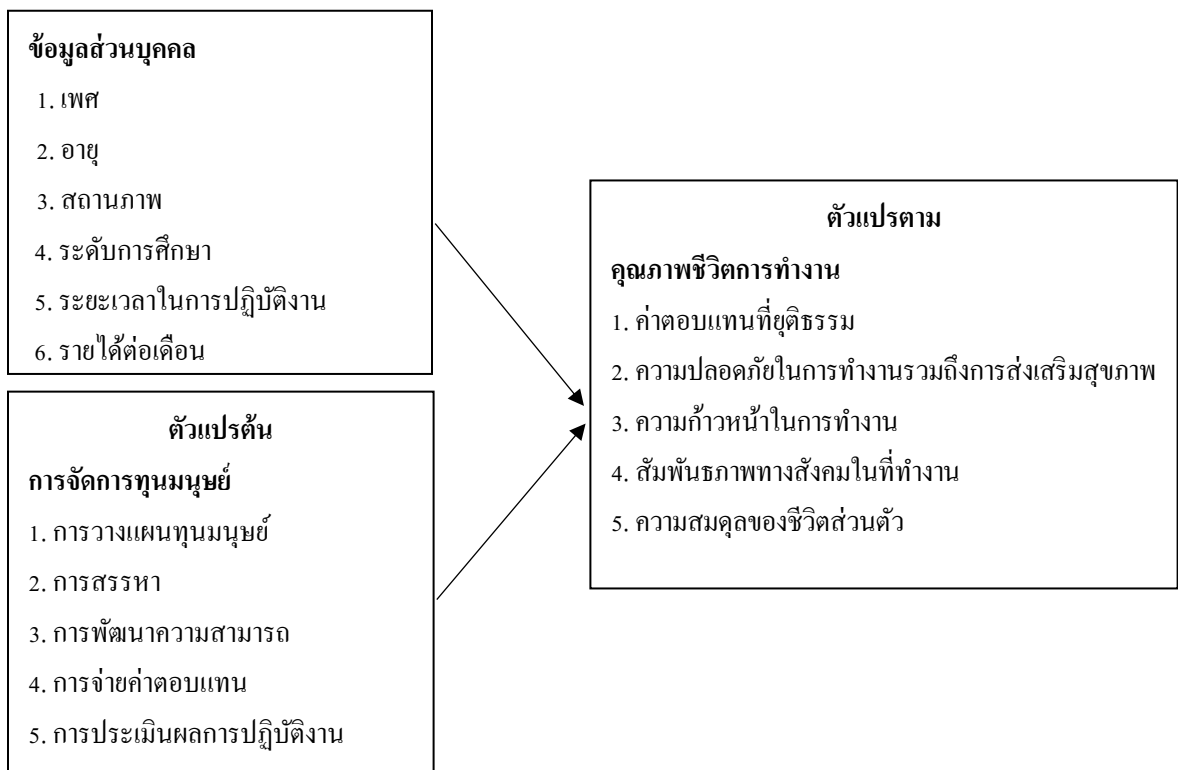 ข้อมูลส่วนบุคคล
1. เพศ
2. อายุ
3. สถานภาพ
4. ระดับการศึกษา
5. ระยะเวลาในการปฏิบัติงาน
6. รายได้ต่อเดือน
ตัวแปรต้น
การจัดการทุนมนุษย์
1. การวางแผนทุนมนุษย์
2. การสรรหา
3. การพัฒนาความสามารถ
4. การจ่ายค่าตอบแทน
5. การประเมินผลการปฏิบัติงาน
ตัวแปรตาม
คุณภาพชีวิตการทำงาน
1. ค่าตอบแทนที่ยุติธรรม
2. ความปลอดภัยในการทำงานรวมถึงการส่งเสริมสุขภาพ
3. ความก้าวหน้าในการทำงาน
4. สัมพันธภาพทางสังคมในที่ทำงาน
5. ความสมดุลของชีวิตส่วนตัว